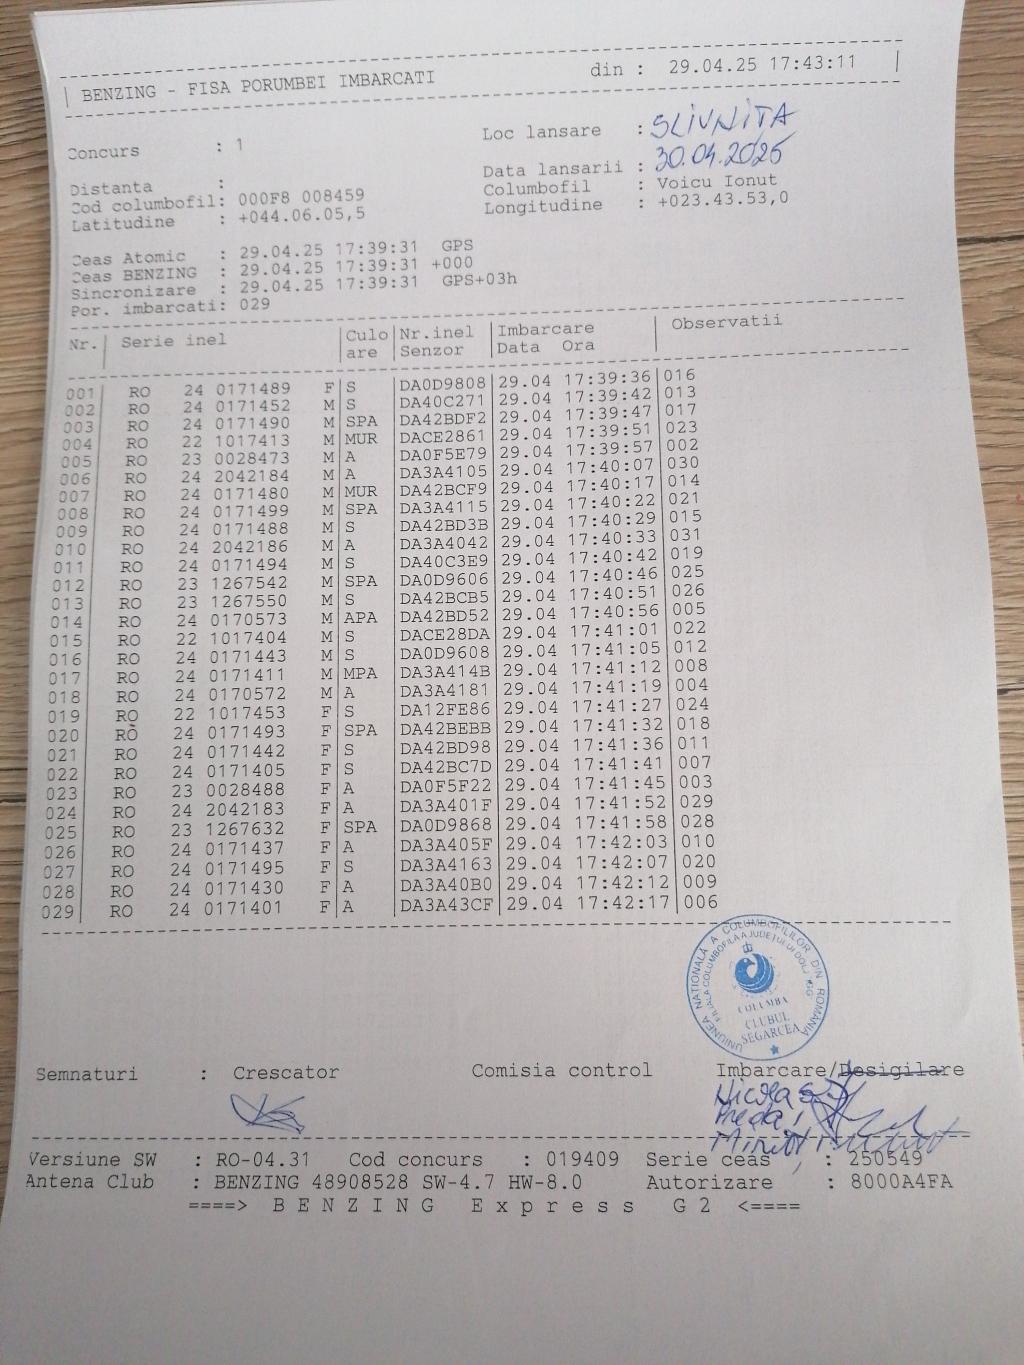 BENZING - FISA PORUMBEI IMBARCATI din : 29.04.25 17:43:11
Concurs : 1 Loc lansare : SLIVNITA
Data lansarii : 30.04.2025
Distanta : Columbofil : Voicu Ionut
Cod columbofil: 000F8 008459 Longitudine : +023.43.53,0
Latitudine : +044.06.05,5
Ceas Atomic : 29.04.25 17:39:31 GPS
Ceas BENZING : 29.04.25 17:39:31 +000
Sincronizare : 29.04.25 17:39:31 GPS+03h
Por. imbarcati: 029
Nr. Serie inel Culo Nr.inel Imbarcare Observatii
are Senzor Data Ora
001 RO 24 0171489 F S DA0D9808 29.04 17:39:36 016
002 RO 24 0171452 M S DA40C271 29.04 17:39:42 013
003 RO 24 0171490 M SPA DA42BDF2 29.04 17:39:47 017
004 RO 22 1017413 M MUR DACE2861 29.04 17:39:51 023
005 RO 23 0028473 M A DA0F5E79 29.04 17:39:57 002
006 RO 24 2042184 M A DA3A4105 29.04 17:40:07 030
007 RO 24 0171480 M MUR DA42BCF9 29.04 17:40:17 014
008 RO 24 0171499 M SPA DA3A4115 29.04 17:40:22 021
009 RO 24 0171488 M S DA42BD3B 29.04 17:40:29 015
010 RO 24 2042186 M A DA3A4042 29.04 17:40:33 031
011 RO 24 0171494 M S DA40C3E9 29.04 17:40:42 019
012 RO 23 1267542 M SPA DA0D9606 29.04 17:40:46 025
013 RO 23 1267550 M S DA42BCB5 29.04 17:40:51 026
014 RO 24 0170573 M APA DA42BD52 29.04 17:40:56 005
015 RO 22 1017404 M S DACE28DA 29.04 17:41:01 022
016 RO 24 0171443 M S DA0D9608 29.04 17:41:05 012
017 RO 24 0171411 M MPA DA3A414B 29.04 17:41:12 008
018 RO 24 0170572 M A DA3A4181 29.04 17:41:19 004
019 RO 22 1017453 F S DA12FE86 29.04 17:41:27 024
020 RO 24 0171493 F SPA DA42BEBB 29.04 17:41:32 018
021 RO 24 0171442 F S DA42BD98 29.04 17:41:36 011
022 RO 24 0171405 F S DA42BC7D 29.04 17:41:41 007
023 RO 23 0028488 F A DA0F5F22 29.04 17:41:45 003
024 RO 24 2042183 F A DA3A401F 29.04 17:41:52 029
025 RO 23 1267632 F SPA DA0D9868 29.04 17:41:58 028
026 RO 24 0171437 F A DA3A405F 29.04 17:42:03 010
027 RO 24 0171495 F S DA3A4163 29.04 17:42:07 020
028 RO 24 0171430 F A DA3A40B0 29.04 17:42:12 009
029 RO 24 0171401 F A DA3A43CF 29.04 17:42:17 006
UNIUNEA NATIONALĂ A COLUMBOFILILOR DIN ROMÂNIA
FILIALA COLUMBOFILA A JUDEŢULUI DOLJ
COLUMBA
CLUBUL
SEGARCEA
Semnaturi : Crescator Comisia control Imbarcare/Desigilare
Preda
Versiune SW : RO-04.31 Cod concurs : 019409 Serie ceas : 250549
Antena Club : BENZING 48908528 SW-4.7 HW-8.0 Autorizare : 8000A4FA
====> B E N Z I N G E x p r e s s G 2 <====